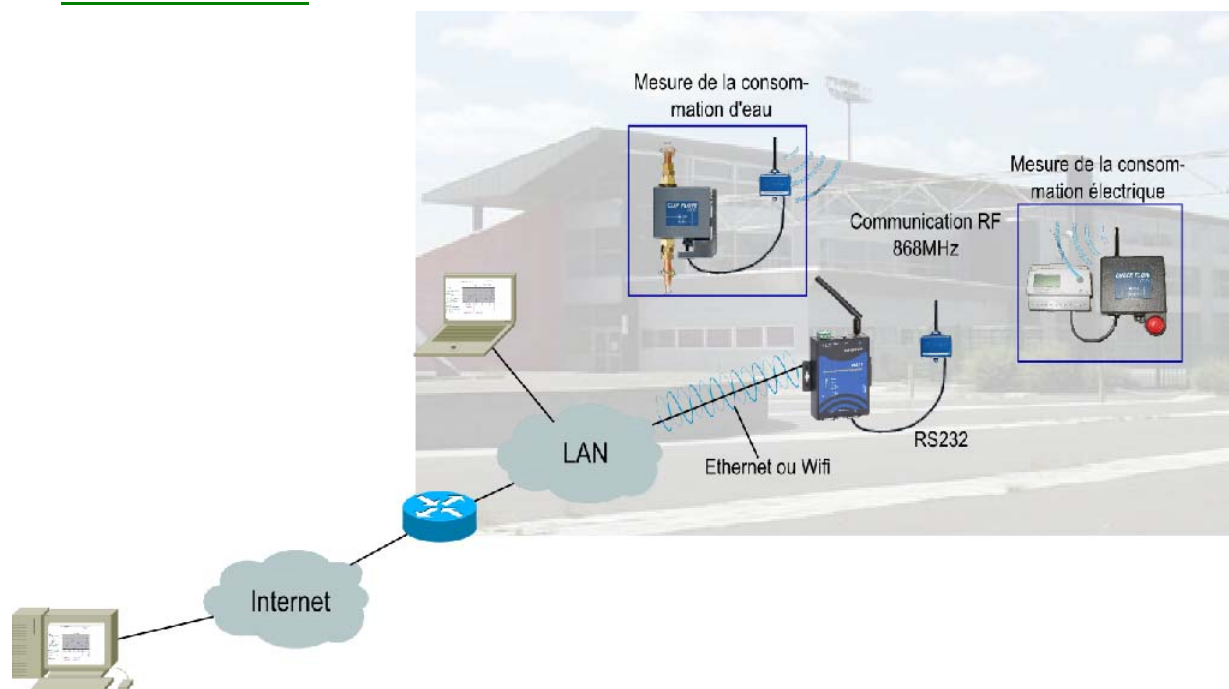 Mesure de la consom-
mation d'eau
Mesure de la consom-
mation électrique
Communication RF
868MHz
RS232
LAN
Ethernet ou Wifi
Internet